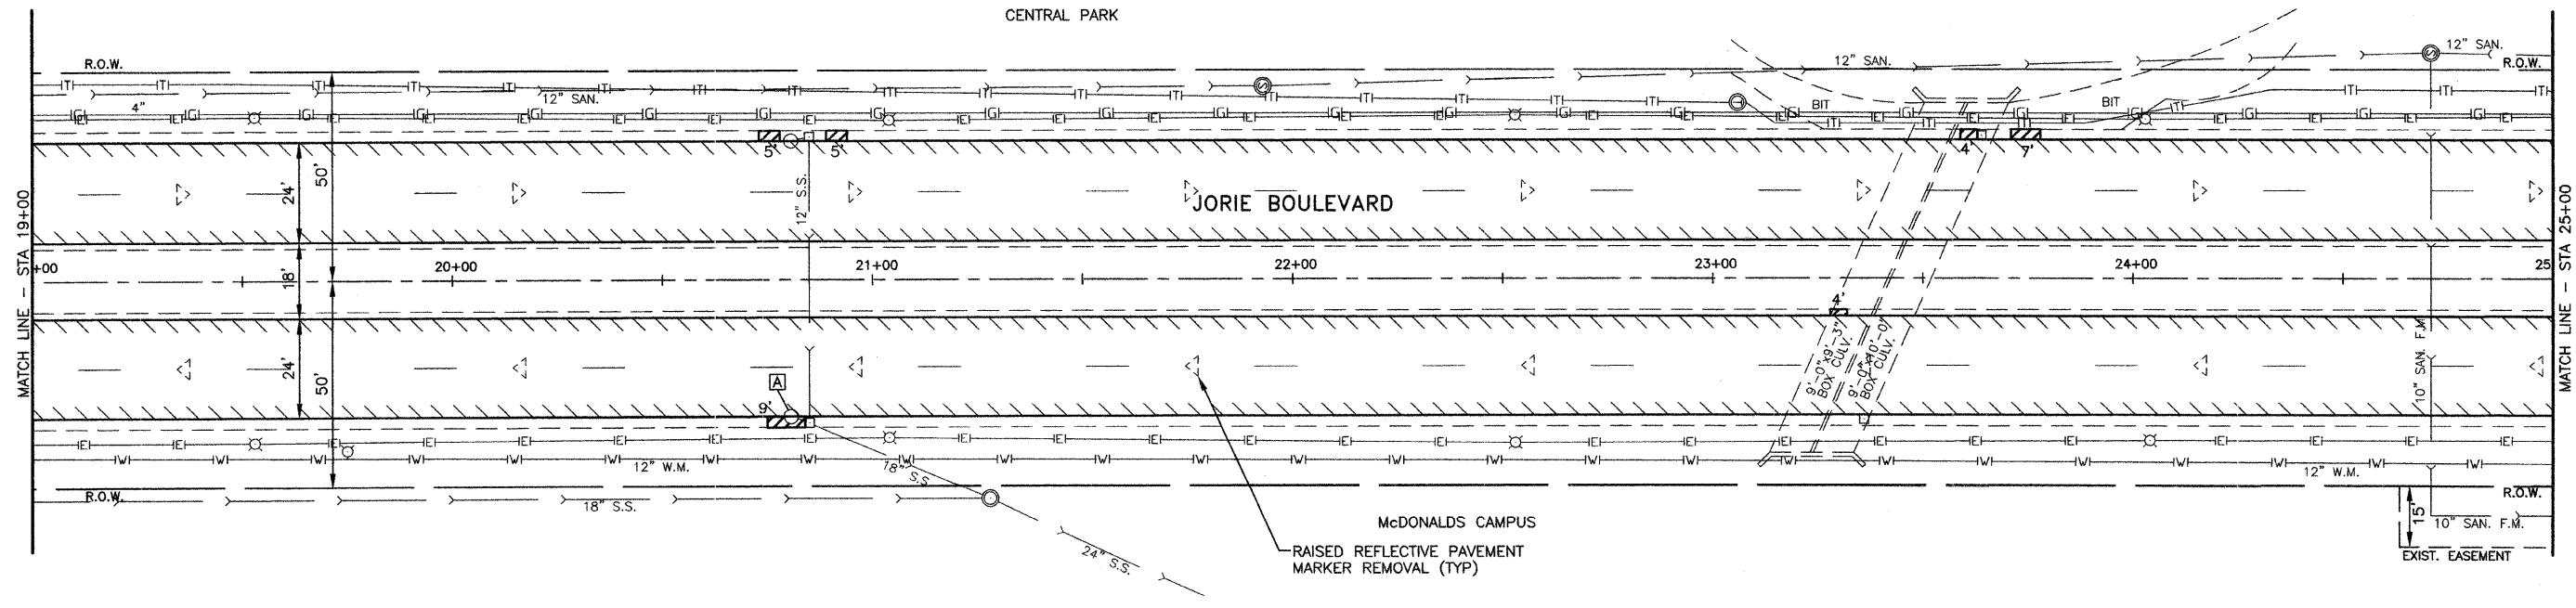 CENTRAL PARK
R.O.W.
12" SAN.
12" SAN.
R.O.W.
4"
12" SAN.
BIT
BIT
5'
5'
4'
7'
24'
50'
12" S.S.
JORIE BOULEVARD
MATCH LINE - STA 19+00
MATCH LINE - STA 25+00
+00
20+00
21+00
22+00
23+00
24+00
25
18'
4'
24'
50'
9'-0"x9'-3"
BOX CULV.
9'-0"x10'-0"
BOX CULV.
10" SAN. F.M.
A
9'
12" W.M.
18" S.S.
12" W.M.
R.O.W.
18" S.S.
R.O.W.
15'
10" SAN. F.M.
24" S.S.
McDONALDS CAMPUS
RAISED REFLECTIVE PAVEMENT
MARKER REMOVAL (TYP)
EXIST. EASEMENT